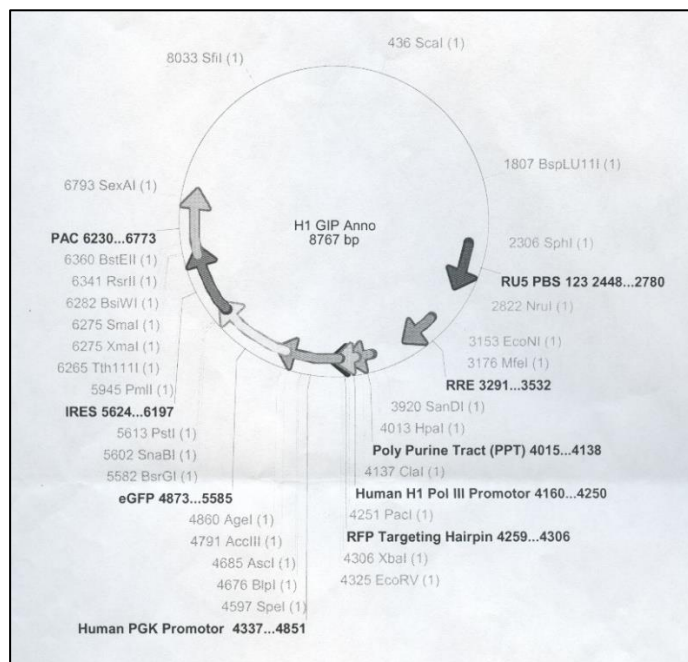 436 ScaI (1)
8033 SfiI (1)
1807 BspLU11I (1)
6793 SexAI (1)
H1 GIP Anno
8767 bp
2306 SphI (1)
PAC 6230...6773
6360 BstEII (1)
6341 RsrII (1)
6282 BsiWI (1)
6275 SmaI (1)
6275 XmaI (1)
6265 Tth111I (1)
5945 PmlI (1)
IRES 5624...6197
5613 PstI (1)
5602 SnaBI (1)
5582 BsrGI (1)
eGFP 4873...5585
4860 AgeI (1)
4791 AccIII (1)
4685 AscI (1)
4676 BlpI (1)
4597 SpeI (1)
Human PGK Promotor 4337...4851
RU5 PBS 123 2448...2780
2822 NruI (1)
3153 EcoNI (1)
3176 MfeI (1)
RRE 3291...3532
3920 SanDI (1)
4013 HpaI (1)
Poly Purine Tract (PPT) 4015...4138
4137 ClaI (1)
Human H1 Pol III Promotor 4160...4250
4251 PacI (1)
RFP Targeting Hairpin 4259...4306
4306 XbaI (1)
4325 EcoRV (1)